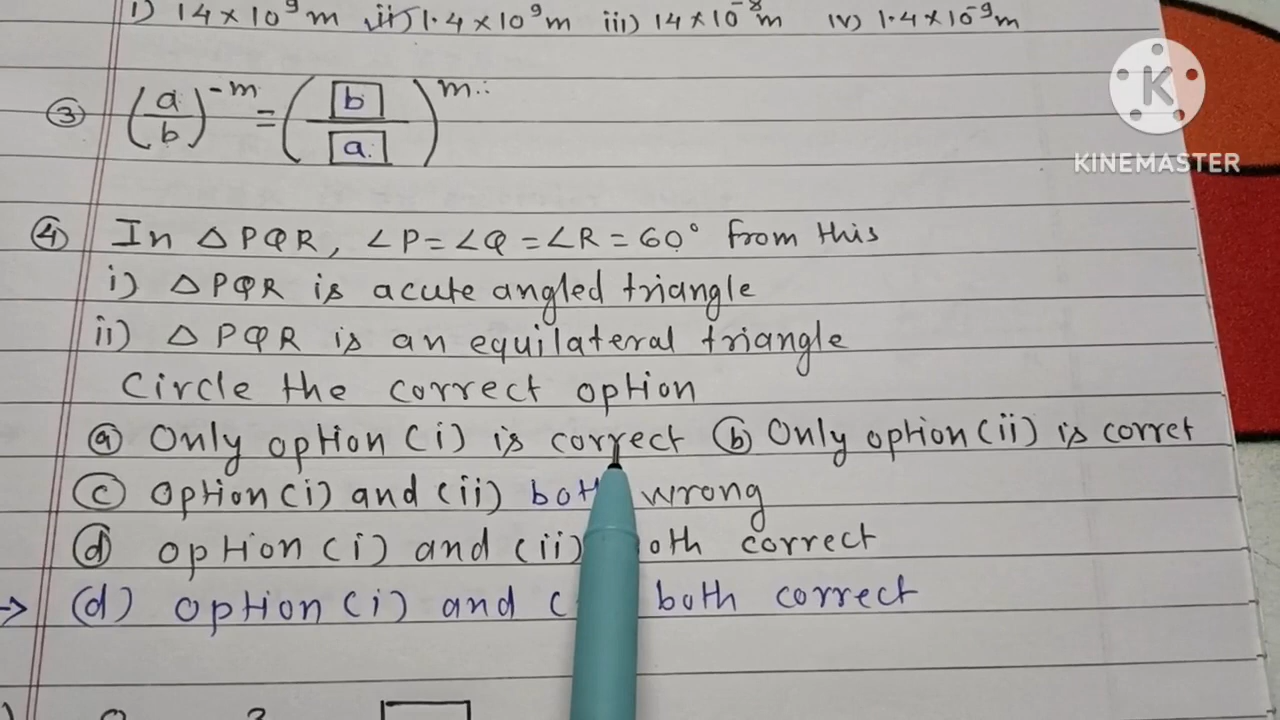 i) 14×10⁹m ii) 1.4×10⁹m iii) 14×10⁻⁸m iv) 1.4×10⁻⁹m
K
KINEMASTER
③ (a/b)⁻ᵐ = (b/a)ᵐ∴
④ In △PQR, ∠P=∠Q=∠R=60° from this
i) △PQR is acute angled triangle
ii) △PQR is an equilateral triangle
Circle the correct option
ⓐ Only option (i) is correct ⓑ Only option (ii) is corret
ⓒ option (i) and (ii) wrong
ⓓ option (i) and (ii) correct
→ (d) option (i) and both correct